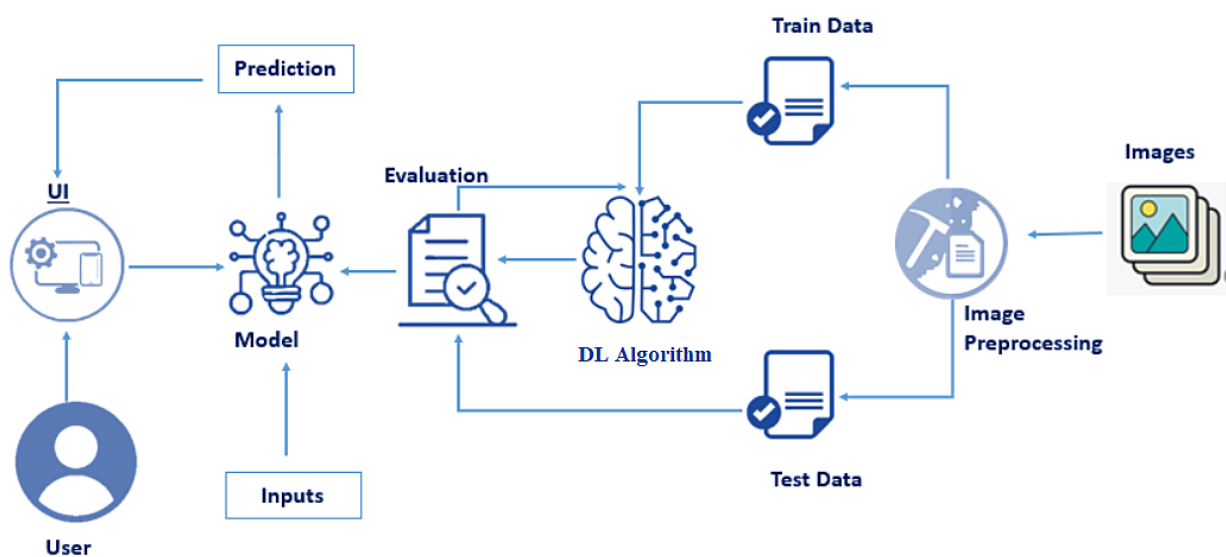 Train Data
Prediction
Images
Evaluation
UI
Image
Preprocessing
Model
DL Algorithm
Test Data
Inputs
User